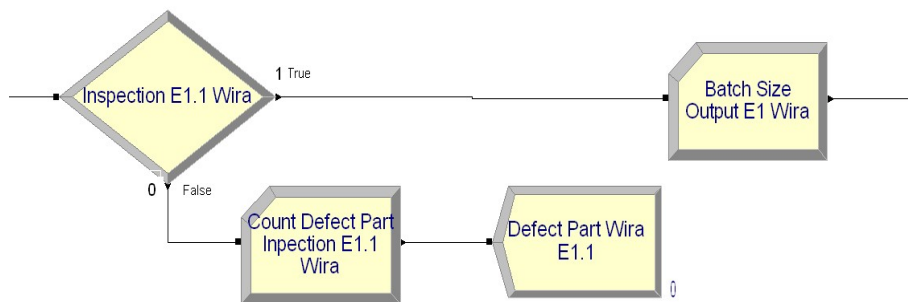 Inspection E1.1 Wira
1 True
0 False
Batch Size
Output E1 Wira
Count Defect Part
Inpection E1.1
Wira
Defect Part Wira
E1.1
0